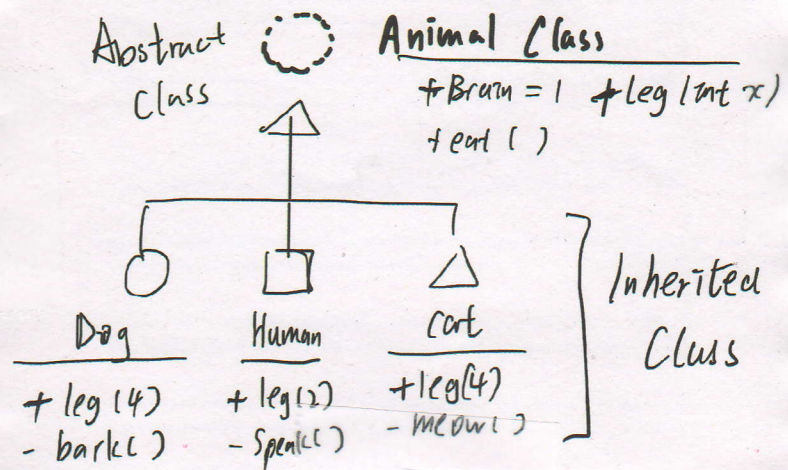 Abstract Class
Animal Class
+ Brain = 1 + leg (int x)
+ eat ( )
Dog
+ leg (4)
- bark( )
Human
+ leg(2)
- Speak( )
Cat
+ leg(4)
- meow( )
Inherited Class